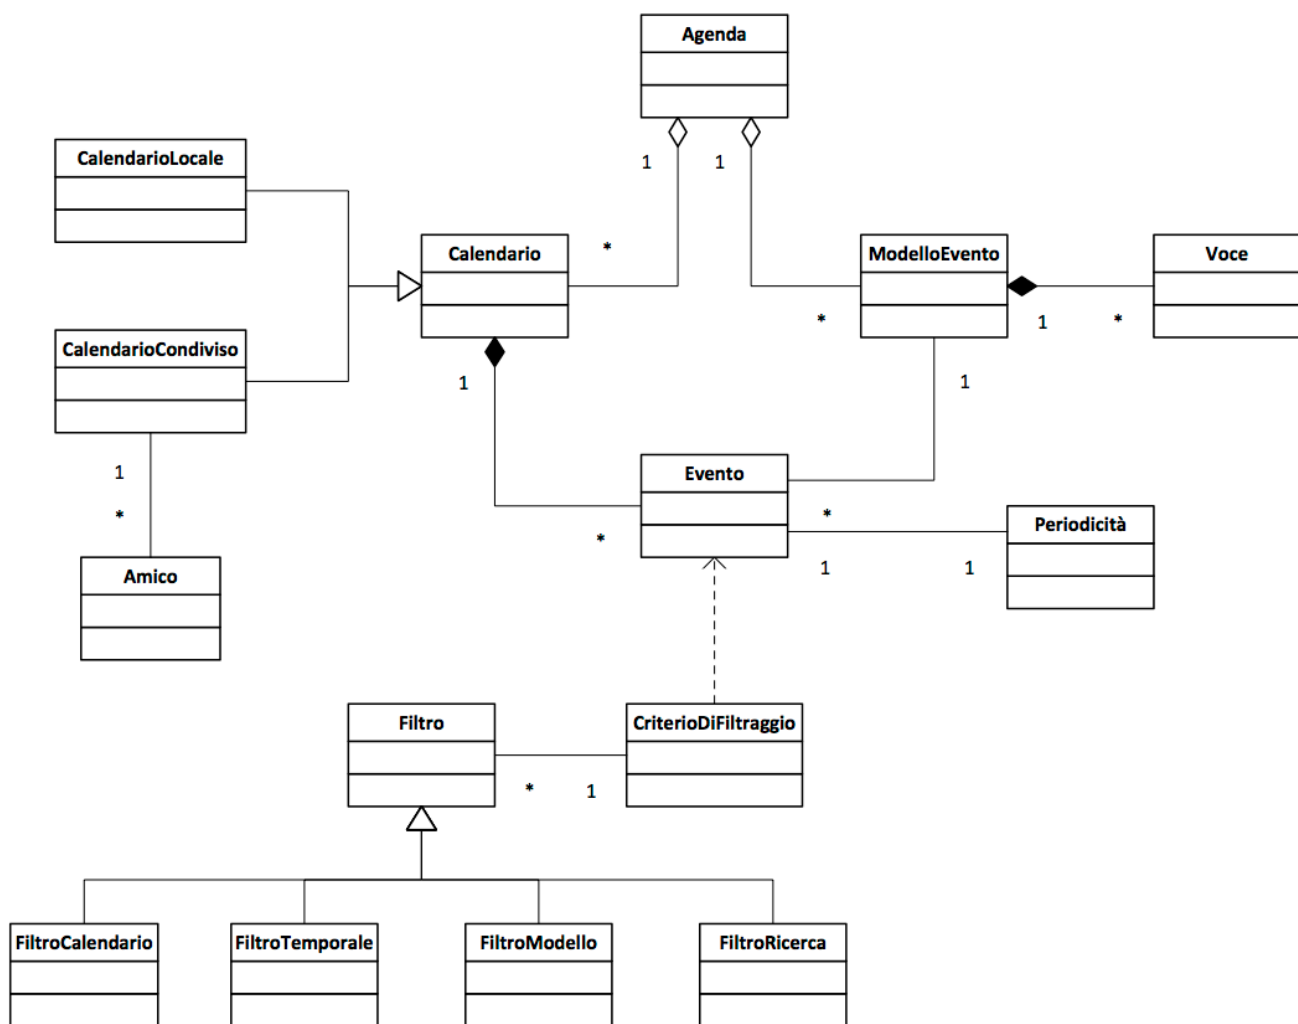 Agenda
1
1
CalendarioLocale
Calendario
*
ModelloEvento
Voce
*
1
*
CalendarioCondiviso
1
1
1
*
Evento
*
*
Periodicità
1
1
Amico
Filtro
CriterioDiFiltraggio
*
1
FiltroCalendario
FiltroTemporale
FiltroModello
FiltroRicerca